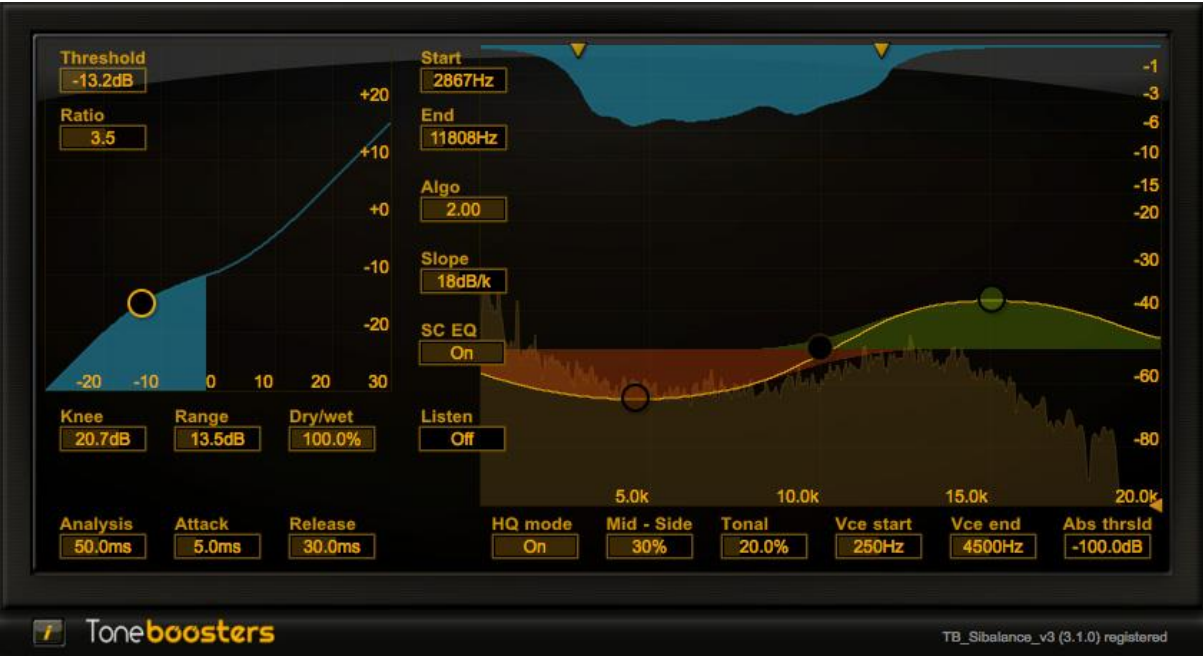 Threshold
-13.2dB
Ratio
3.5
+20
+10
+0
-10
-20
-20 -10 0 10 20 30
Start
2867Hz
End
11808Hz
Algo
2.00
Slope
18dB/k
SC EQ
On
Listen
Off
-1
-3
-6
-10
-15
-20
-30
-40
-60
-80
5.0k 10.0k 15.0k 20.0k
Knee Range Dry/wet
20.7dB 13.5dB 100.0%
Analysis Attack Release
50.0ms 5.0ms 30.0ms
HQ mode Mid - Side Tonal Vce start Vce end Abs thrsld
On 30% 20.0% 250Hz 4500Hz -100.0dB
i Toneboosters
TB_Sibalance_v3 (3.1.0) registered